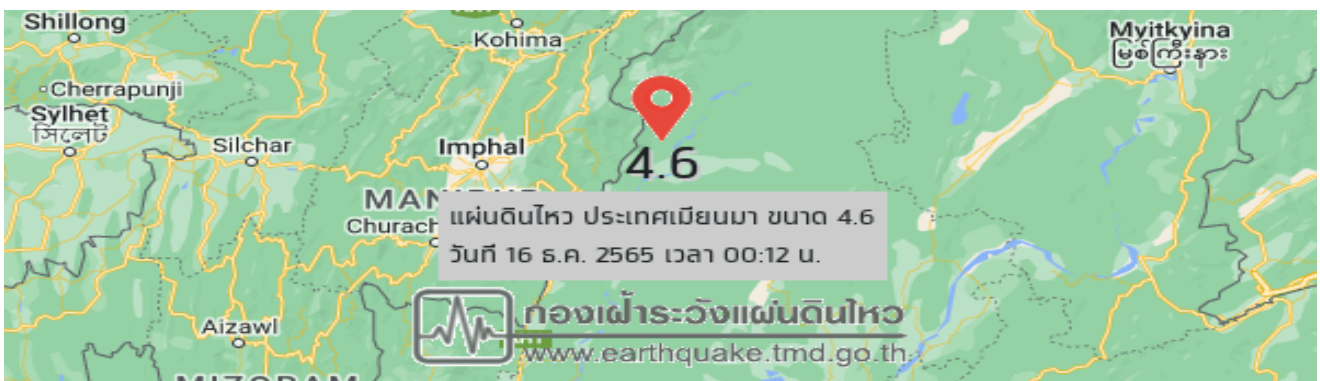 Shillong
Kohima
Myitkyina
မြစ်ကြီးနား
Cherrapunji
Sylhet
সিলেট
Silchar
Imphal
4.6
MAN
Churach
แผ่นดินไหว ประเทศเมียนมา ขนาด 4.6
วันที่ 16 ธ.ค. 2565 เวลา 00:12 น.
กองเฝ้าระวังแผ่นดินไหว
www.earthquake.tmd.go.th
Aizawl
MIZORAM